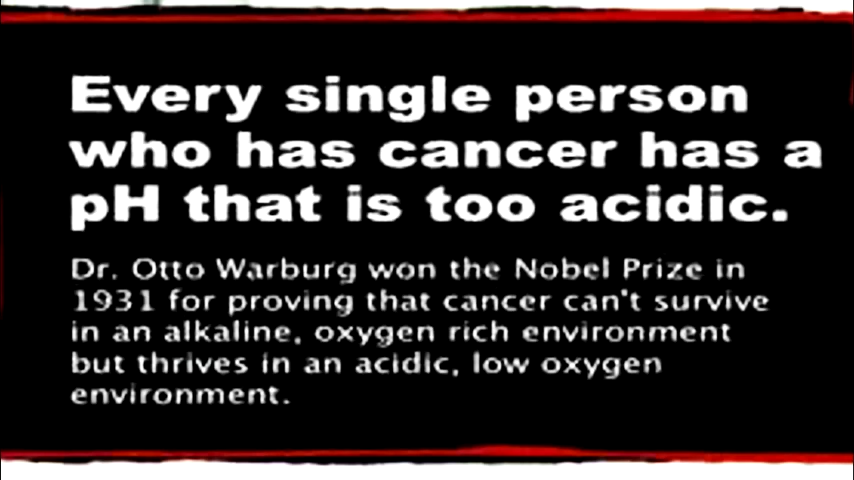 Every single person
who has cancer has a
pH that is too acidic.
Dr. Otto Warburg won the Nobel Prize in
1931 for proving that cancer can't survive
in an alkaline, oxygen rich environment
but thrives in an acidic, low oxygen
environment.